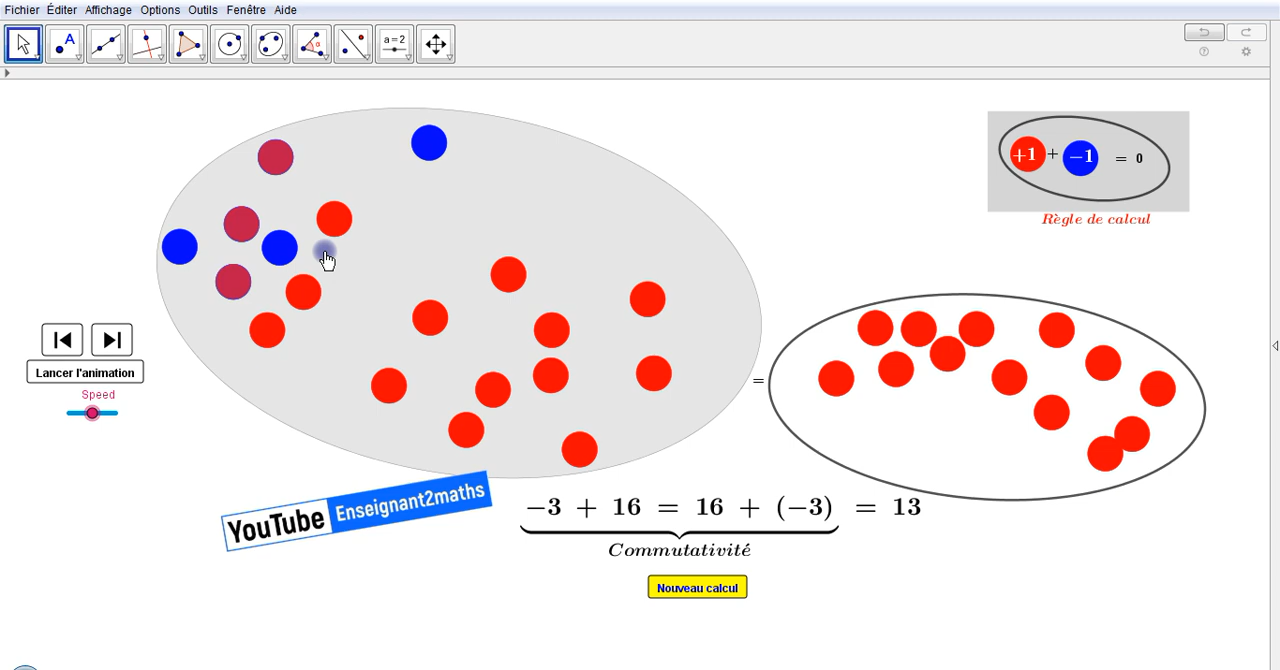 Fichier Éditer Affichage Options Outils Fenêtre Aide
A
α
a=2
+1 + −1 = 0
Règle de calcul
Lancer l'animation
Speed
=
YouTube Enseignant2maths
−3 + 16 = 16 + (−3) = 13
Commutativité
Nouveau calcul